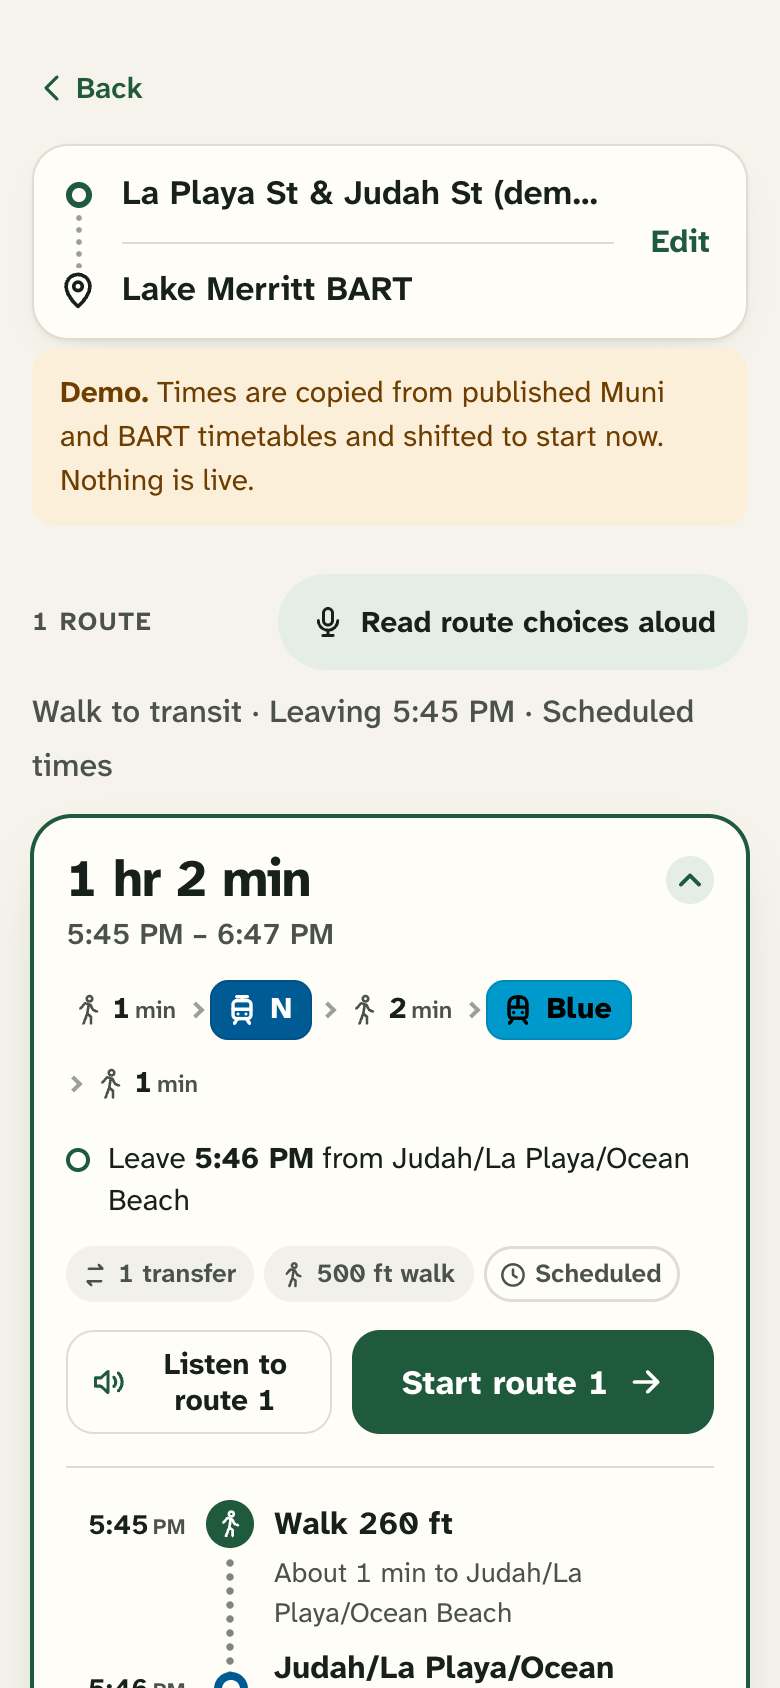 Back
La Playa St & Judah St (dem...
Edit
Lake Merritt BART
Demo. Times are copied from published Muni
and BART timetables and shifted to start now.
Nothing is live.
1 ROUTE
Read route choices aloud
Walk to transit · Leaving 5:45 PM · Scheduled
times
1 hr 2 min
5:45 PM – 6:47 PM
1 min > N > 2 min > Blue
> 1 min
Leave 5:46 PM from Judah/La Playa/Ocean
Beach
1 transfer
500 ft walk
Scheduled
Listen to
route 1
Start route 1 →
5:45 PM
Walk 260 ft
About 1 min to Judah/La
Playa/Ocean Beach
5:46 PM
Judah/La Playa/Ocean